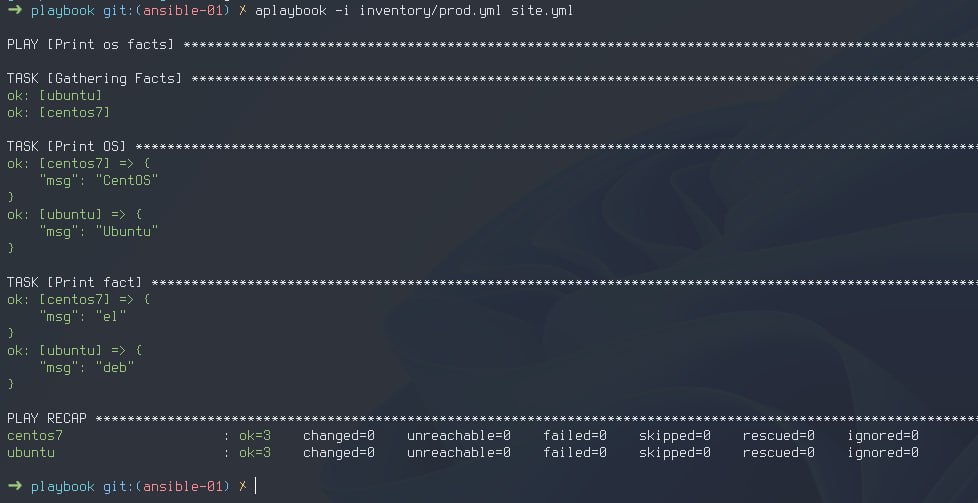 ➜ playbook git:(ansible-01) ✗ aplaybook -i inventory/prod.yml site.yml
PLAY [Print os facts] ****************************************************************************************************
TASK [Gathering Facts] ***************************************************************************************************
ok: [ubuntu]
ok: [centos7]
TASK [Print OS] **********************************************************************************************************
ok: [centos7] => {
    "msg": "CentOS"
}
ok: [ubuntu] => {
    "msg": "Ubuntu"
}
TASK [Print fact] ********************************************************************************************************
ok: [centos7] => {
    "msg": "el"
}
ok: [ubuntu] => {
    "msg": "deb"
}
PLAY RECAP ***************************************************************************************************************
centos7                    : ok=3    changed=0    unreachable=0    failed=0    skipped=0    rescued=0    ignored=0
ubuntu                     : ok=3    changed=0    unreachable=0    failed=0    skipped=0    rescued=0    ignored=0
➜ playbook git:(ansible-01) ✗